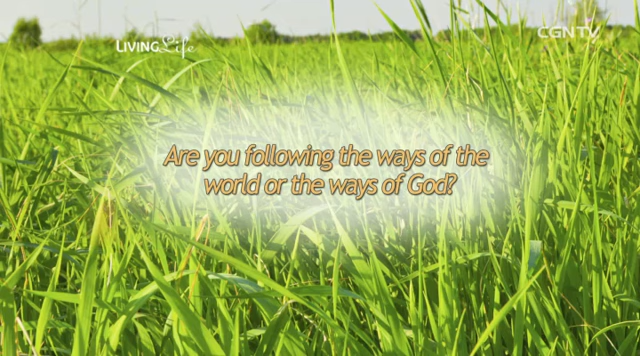 LIVING Life
CGNTV
Are you following the ways of the
world or the ways of God?